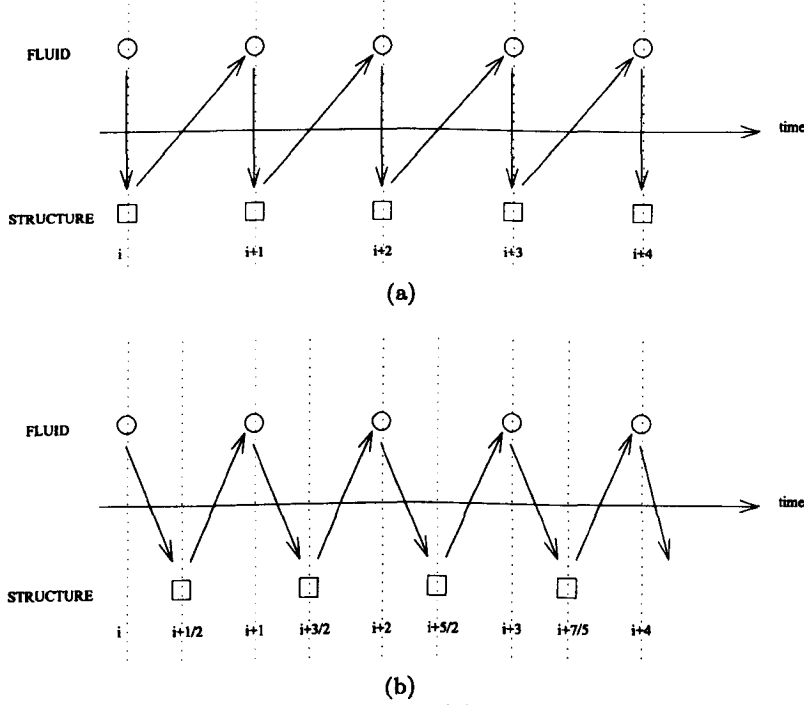 FLUID
time
STRUCTURE
i i+1 i+2 i+3 i+4
(a)
FLUID
time
STRUCTURE
i i+1/2 i+1 i+3/2 i+2 i+5/2 i+3 i+7/5 i+4
(b)